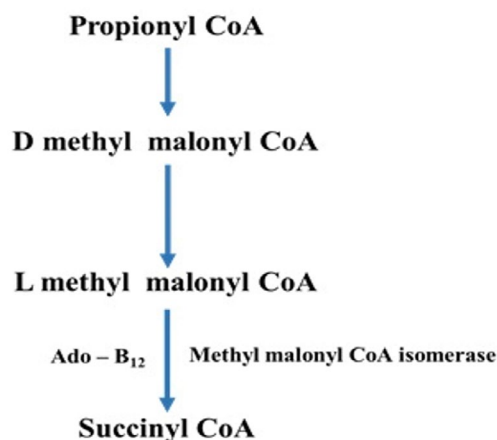 Propionyl CoA
D methyl malonyl CoA
L methyl malonyl CoA
Ado – B₁₂ Methyl malonyl CoA isomerase
Succinyl CoA